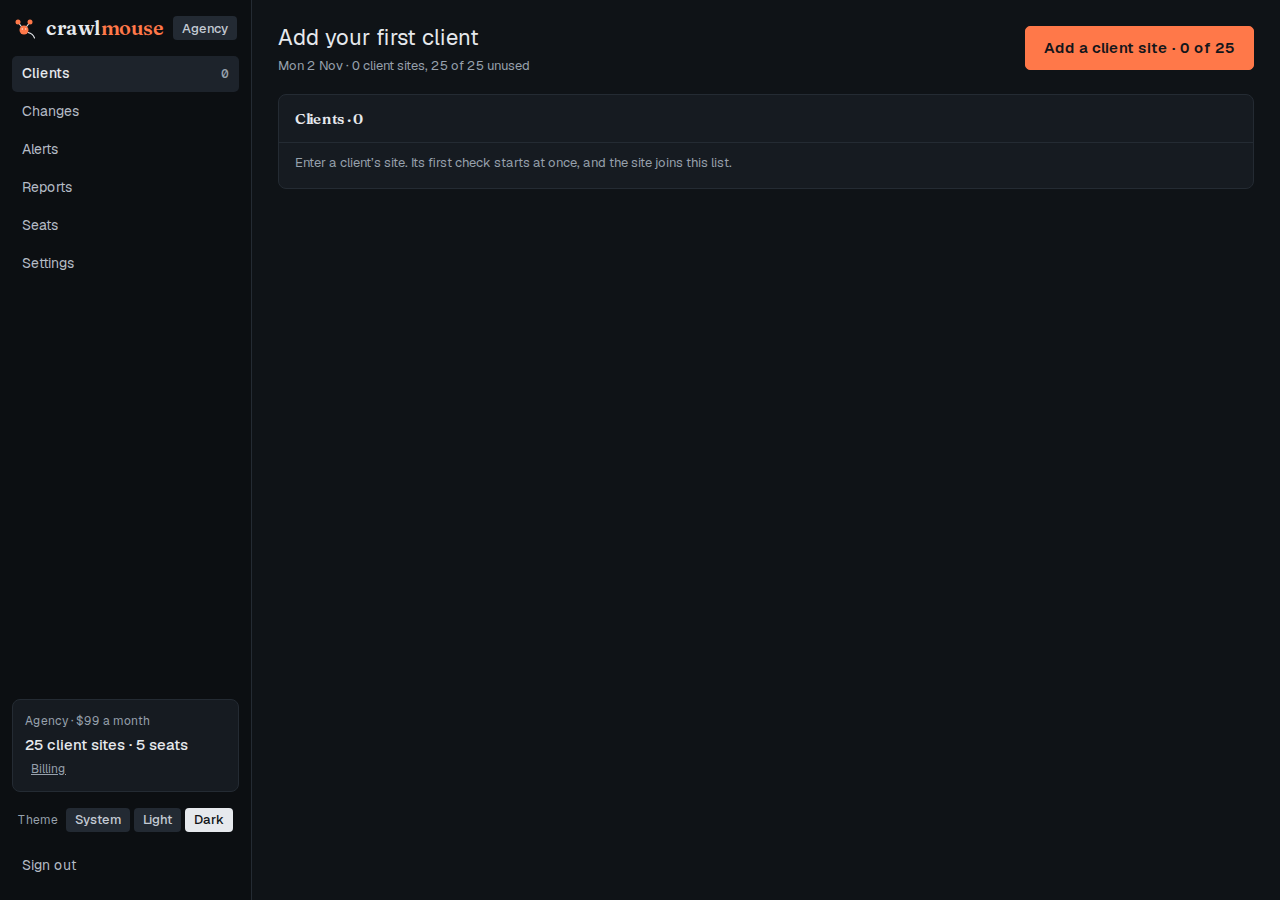 crawlmouse Agency
Clients 0
Changes
Alerts
Reports
Seats
Settings
Agency · $99 a month
25 client sites · 5 seats
Billing
Theme System Light Dark
Sign out
Add your first client
Mon 2 Nov · 0 client sites, 25 of 25 unused
Add a client site · 0 of 25
Clients · 0
Enter a client's site. Its first check starts at once, and the site joins this list.